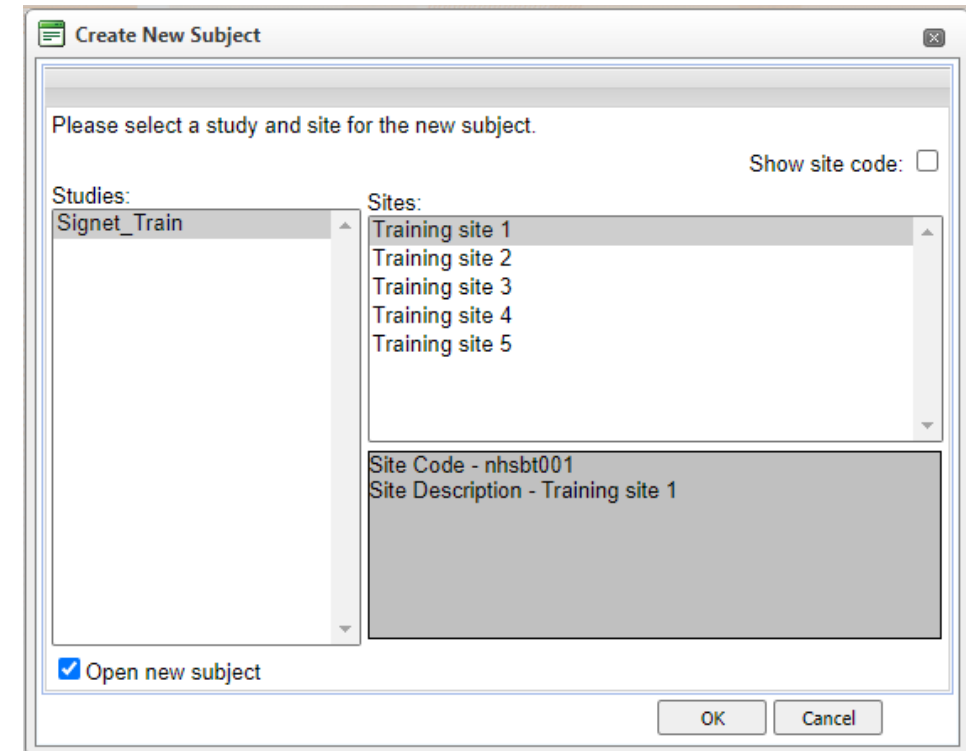 Create New Subject
Please select a study and site for the new subject.
Show site code:
Studies:
Signet_Train
Sites:
Training site 1
Training site 2
Training site 3
Training site 4
Training site 5
Site Code - nhsbt001
Site Description - Training site 1
Open new subject
OK
Cancel